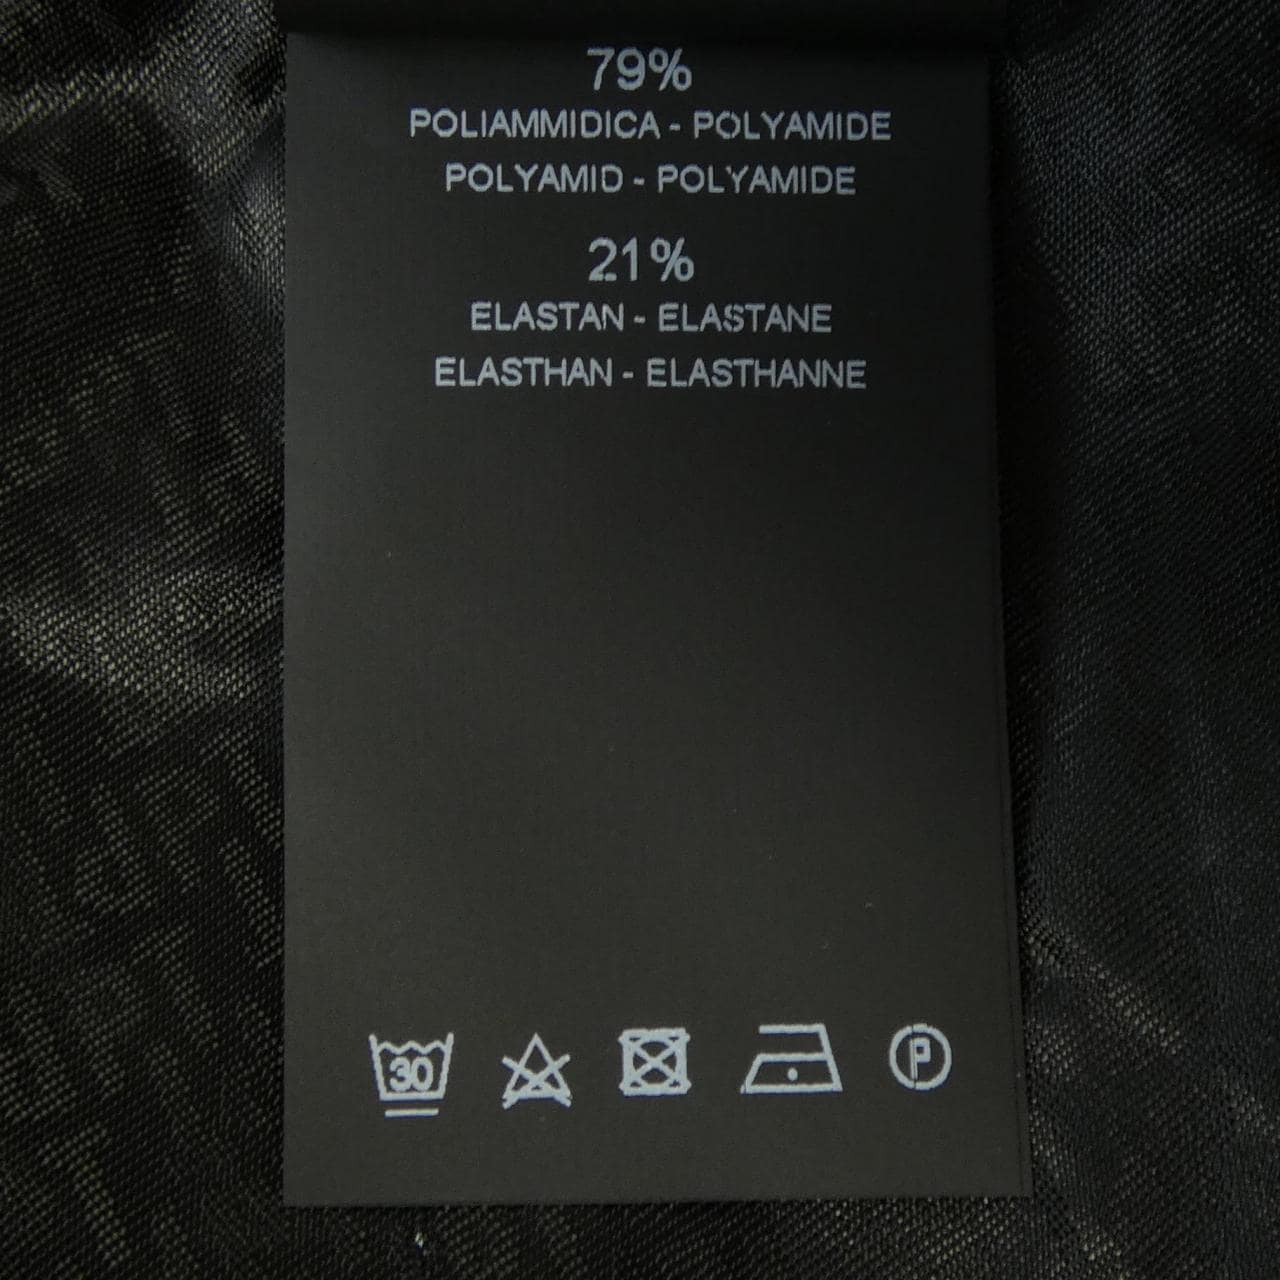 79%
POLIAMMIDICA - POLYAMIDE
POLYAMID - POLYAMIDE
21%
ELASTAN - ELASTANE
ELASTHAN - ELASTHANNE
30 P